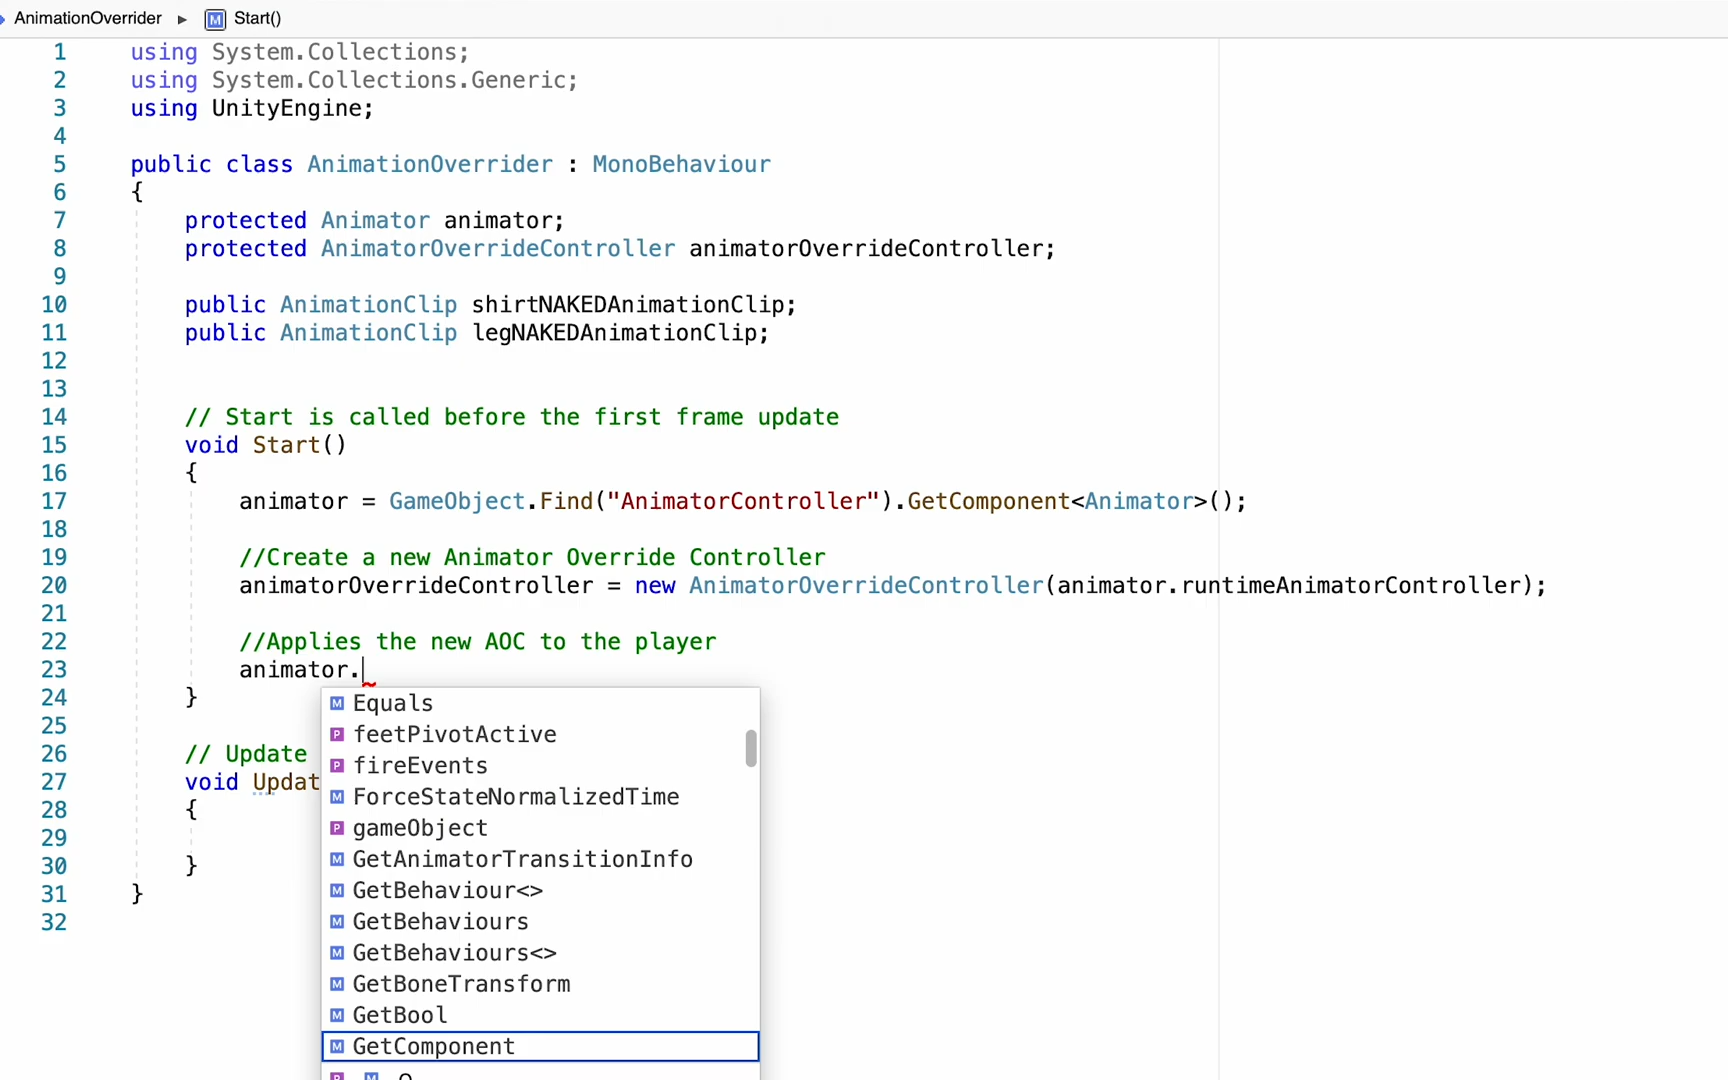 AnimationOverrider ▸ M Start()
1 using System.Collections;
2 using System.Collections.Generic;
3 using UnityEngine;
4
5 public class AnimationOverrider : MonoBehaviour
6 {
7 protected Animator animator;
8 protected AnimatorOverrideController animatorOverrideController;
9
10 public AnimationClip shirtNAKEDAnimationClip;
11 public AnimationClip legNAKEDAnimationClip;
12
13
14 // Start is called before the first frame update
15 void Start()
16 {
17 animator = GameObject.Find("AnimatorController").GetComponent<Animator>();
18
19 //Create a new Animator Override Controller
20 animatorOverrideController = new AnimatorOverrideController(animator.runtimeAnimatorController);
21
22 //Applies the new AOC to the player
23 animator.
24 }
25
26 // Update
27 void Updat
28 {
29
30 }
31 }
32
M Equals
P feetPivotActive
P fireEvents
M ForceStateNormalizedTime
P gameObject
M GetAnimatorTransitionInfo
M GetBehaviour<>
M GetBehaviours
M GetBehaviours<>
M GetBoneTransform
M GetBool
M GetComponent